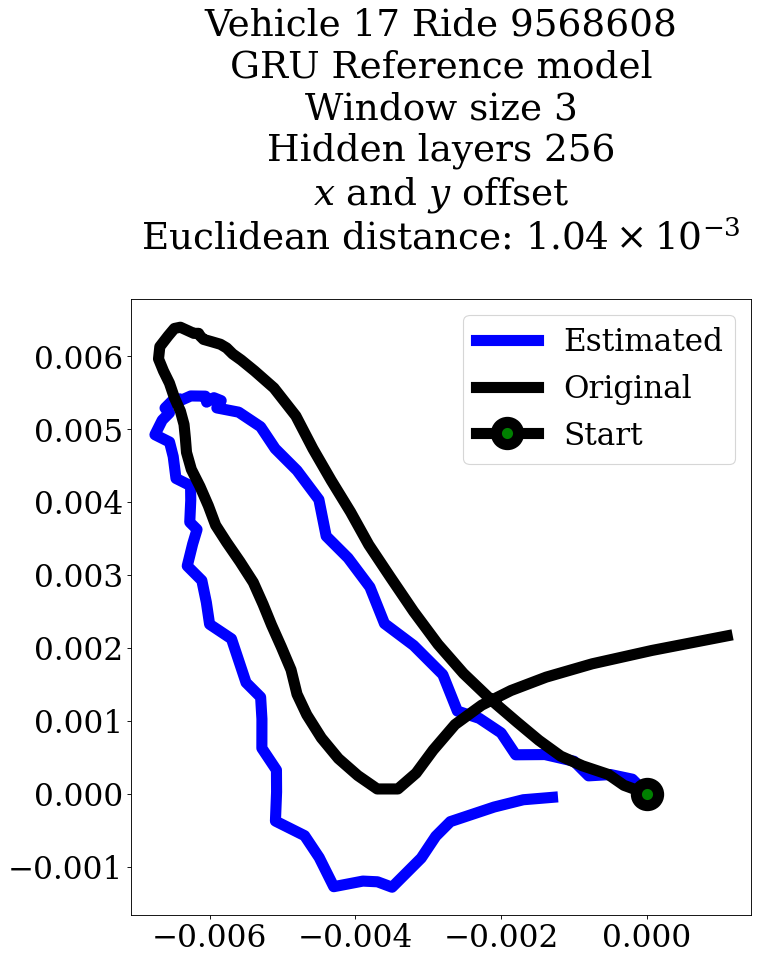 Vehicle 17 Ride 9568608
GRU Reference model
Window size 3
Hidden layers 256
x and y offset
Euclidean distance: 1.04 × 10⁻³
Estimated
Original
Start
0.006
0.005
0.004
0.003
0.002
0.001
0.000
−0.001
−0.006 −0.004 −0.002 0.000